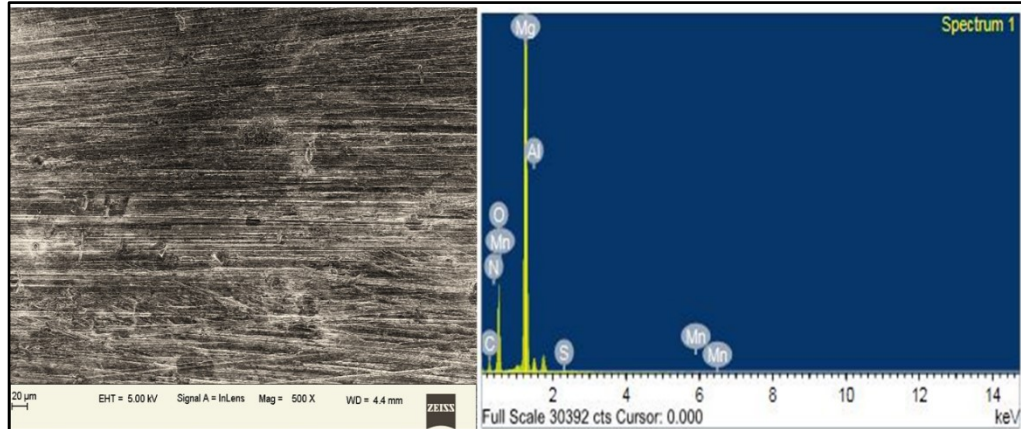 20 µm EHT = 5.00 kV Signal A = InLens Mag = 500 X WD = 4.4 mm ZEISS
Spectrum 1
Mg
Al
O
Mn
N
C
S
Mn
Mn
2 4 6 8 10 12 14
Full Scale 30392 cts Cursor: 0.000 keV